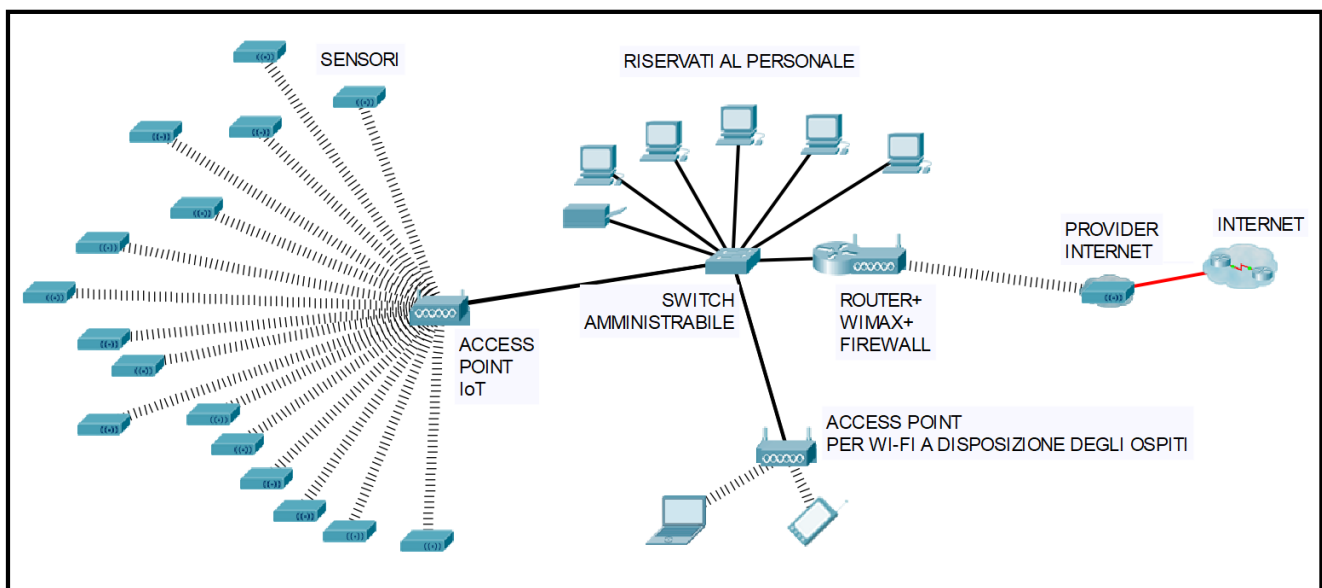 SENSORI
RISERVATI AL PERSONALE
PROVIDER
INTERNET
INTERNET
SWITCH
AMMINISTRABILE
ROUTER+
WIMAX+
FIREWALL
ACCESS
POINT
IoT
ACCESS POINT
PER WI-FI A DISPOSIZIONE DEGLI OSPITI